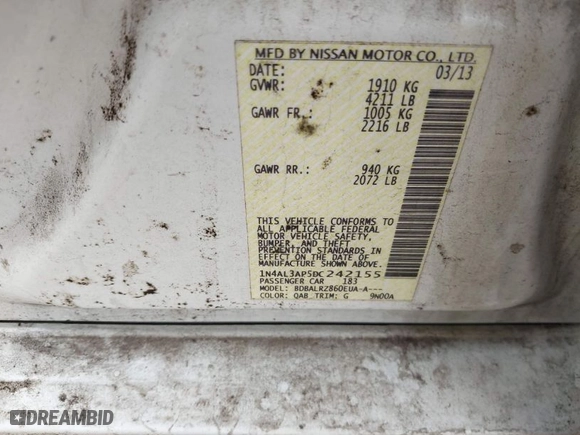 MFD BY NISSAN MOTOR CO., LTD.
DATE: 03/13
GVWR: 1910 KG
4211 LB
GAWR FR.: 1005 KG
2216 LB
GAWR RR.: 940 KG
2072 LB
THIS VEHICLE CONFORMS TO
ALL APPLICABLE FEDERAL
MOTOR VEHICLE SAFETY,
BUMPER, AND THEFT
PREVENTION STANDARDS
IN EFFECT ON THE DATE OF
MANUFACTURE SHOWN ABOVE.
1N4AL3AP5DC242155
PASSENGER CAR 183
MODEL: BDBALRZ860EUA-A---
COLOR: QAB TRIM: G 9N00A
DREAMBID